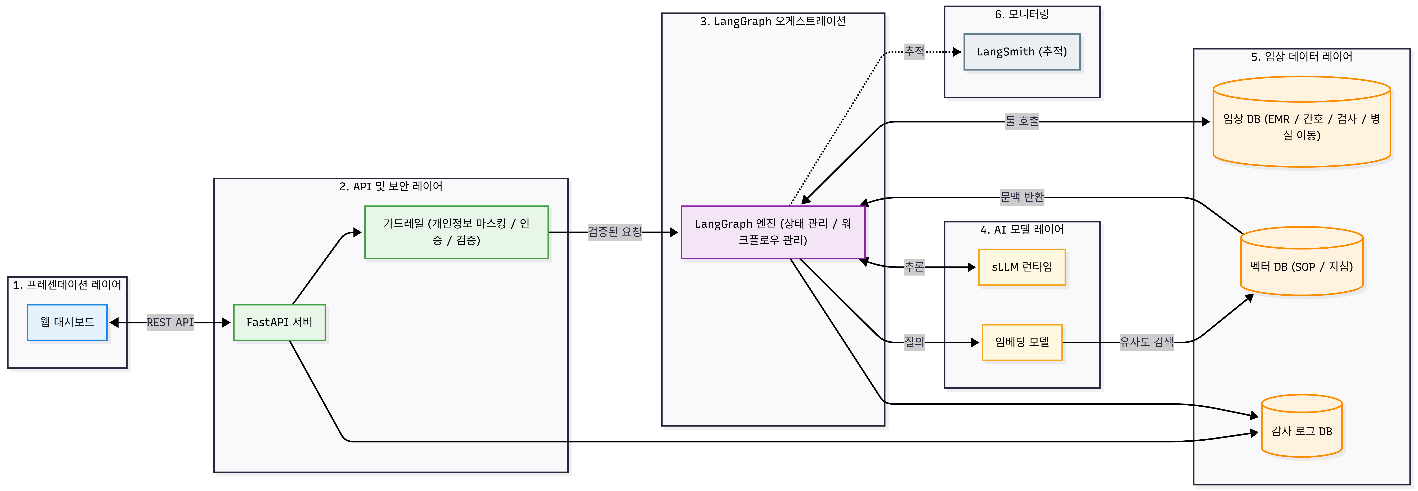 1. 프레젠테이션 레이어
웹 대시보드
REST API
2. API 및 보안 레이어
가드레일 (개인정보 마스킹 / 인
증 / 검증)
FastAPI 서버
검증된 요청
3. LangGraph 오케스트레이션
LangGraph 엔진 (상태 관리 / 워
크플로우 관리)
추적
툴 호출
문맥 반환
추론
질의
6. 모니터링
LangSmith (추적)
4. AI 모델 레이어
sLLM 런타임
임베딩 모델
유사도 검색
5. 임상 데이터 레이어
임상 DB (EMR / 간호 / 검사 / 병
실 이동)
벡터 DB (SOP / 지침)
감사 로그 DB